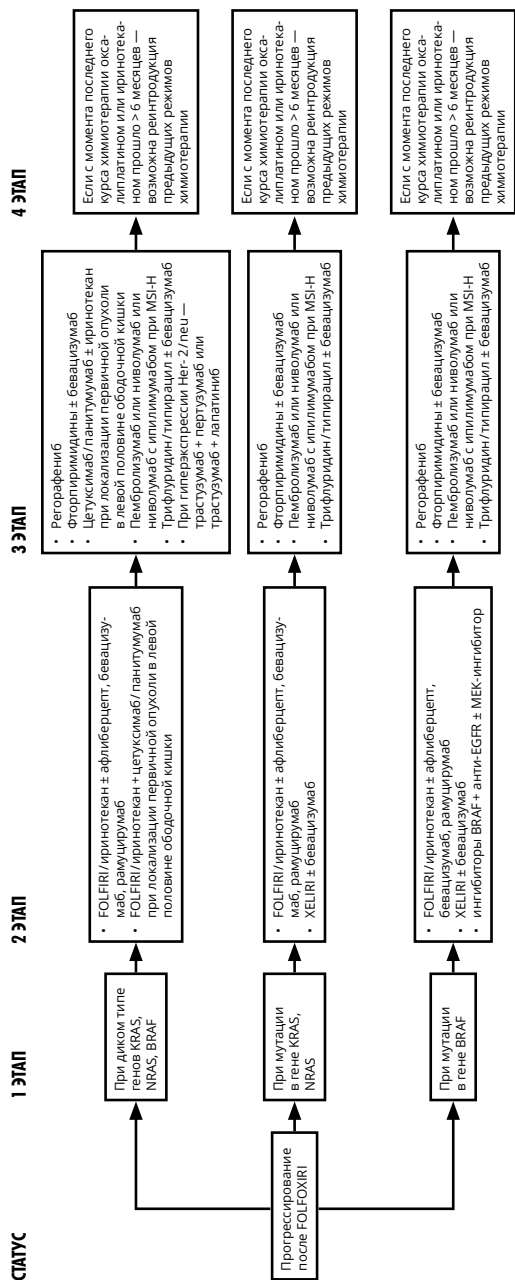 СТАТУС
1 ЭТАП
2 ЭТАП
3 ЭТАП
4 ЭТАП
Прогрессирование
после FOLFOXIRI
При диком типе
генов KRAS,
NRAS, BRAF
• FOLFIRI/иринотекан ± афлиберцепт, бевацизу-
маб, рамуцирумаб
• FOLFIRI/иринотекан + цетуксимаб/панитумумаб
при локализации первичной опухоли в левой
половине ободочной кишки
• Регорафениб
• Фторпиримидины ± бевацизумаб
• Цетуксимаб/панитумумаб ± иринотекан
при локализации первичной опухоли
в левой половине ободочной кишки
• Пембролизумаб или ниволумаб или
ниволумаб с ипилимумабом при MSI-H
• Трифлуридин/типирацил ± бевацизумаб
• При гиперэкспрессии Her- 2/neu —
трастузумаб + пертузумаб или
трастузумаб + лапатиниб
Если с момента последнего
курса химиотерапии окса-
липлатином или иринотека-
ном прошло > 6 месяцев —
возможна реинтродукция
предыдущих режимов
химиотерапии
При мутации
в гене KRAS,
NRAS
• FOLFIRI/иринотекан ± афлиберцепт, бевацизу-
маб, рамуцирумаб
• XELIRI ± бевацизумаб
• Регорафениб
• Фторпиримидины ± бевацизумаб
• Пембролизумаб или ниволумаб или
ниволумаб с ипилимумабом при MSI-H
• Трифлуридин/типирацил ± бевацизумаб
Если с момента последнего
курса химиотерапии окса-
липлатином или иринотека-
ном прошло > 6 месяцев —
возможна реинтродукция
предыдущих режимов
химиотерапии
При мутации
в гене BRAF
• FOLFIRI/иринотекан ± афлиберцепт,
бевацизумаб, рамуцирумаб
• XELIRI ± бевацизумаб
• ингибиторы BRAF + анти-EGFR ± MEK-ингибитор
• Регорафениб
• Фторпиримидины ± бевацизумаб
• Пембролизумаб или ниволумаб или
ниволумаб с ипилимумабом при MSI-H
• Трифлуридин/типирацил ± бевацизумаб
Если с момента последнего
курса химиотерапии окса-
липлатином или иринотека-
ном прошло > 6 месяцев —
возможна реинтродукция
предыдущих режимов
химиотерапии